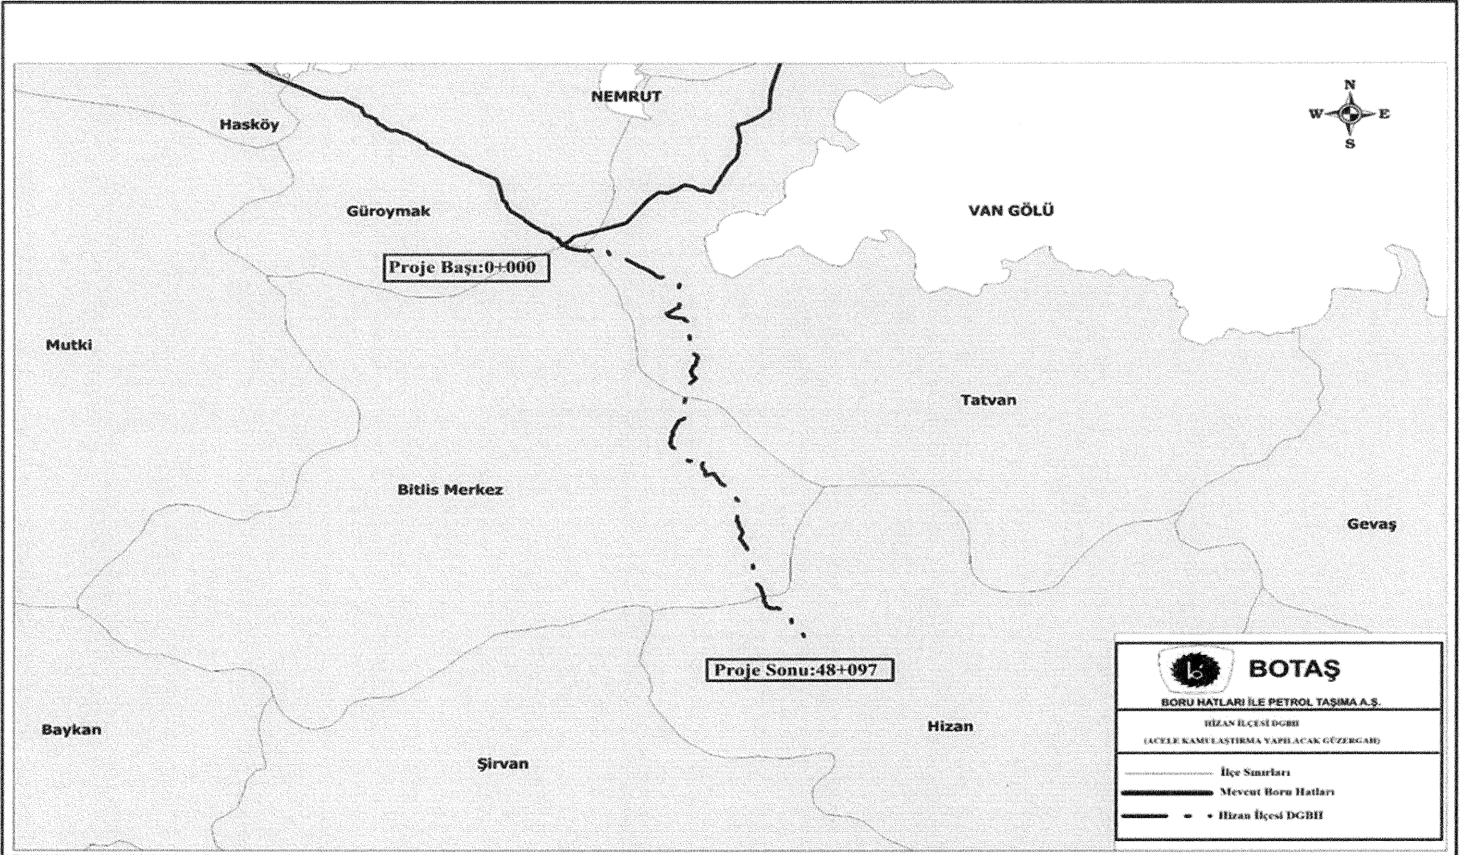 NEMRUT
N
W E
S
Hasköy
Güroymak
VAN GÖLÜ
Proje Başı:0+000
Mutki
Tatvan
Bitlis Merkez
Gevaş
Proje Sonu:48+097
Baykan
Şirvan
Hizan
b
BOTAŞ
BORU HATLARI İLE PETROL TAŞIMA A.Ş.
HİZAN İLÇESİ DGBH
(ACELE KAMULAŞTIRMA YAPILACAK GÜZERGAH)
İlçe Sınırları
Mevcut Boru Hatları
Hizan İlçesi DGBH